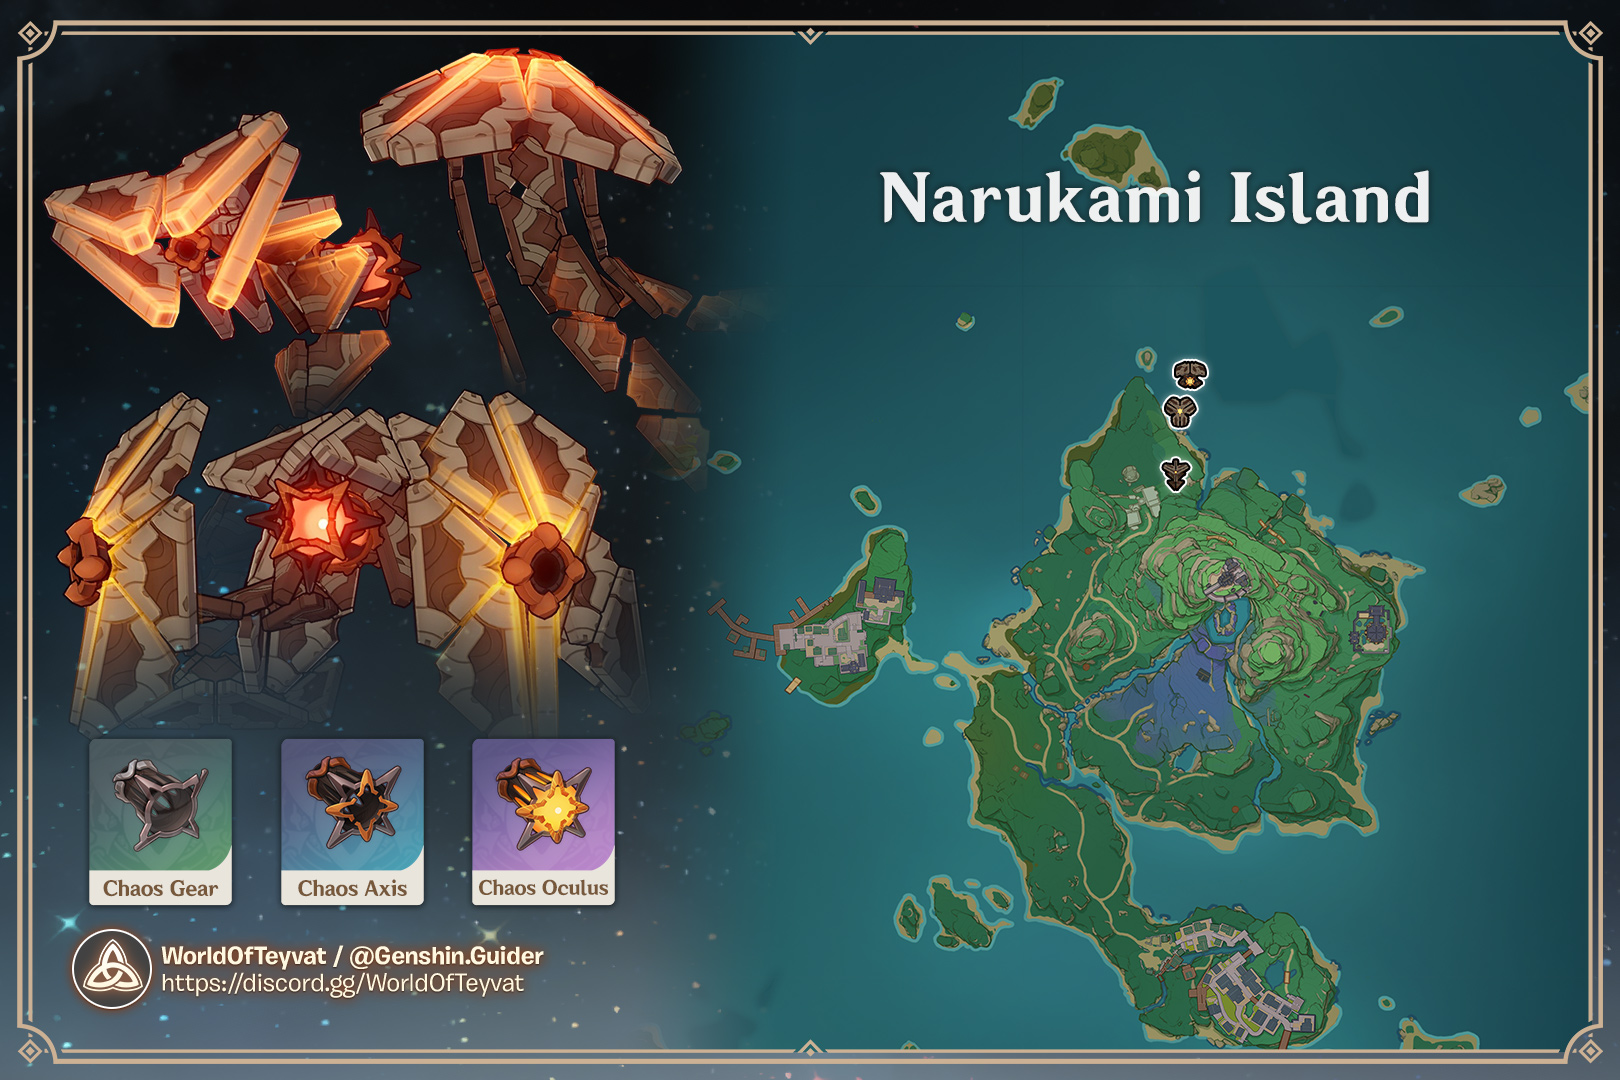 Narukami Island
Chaos Gear
Chaos Axis
Chaos Oculus
WorldOfTeyvat / @Genshin.Guider
https://discord.gg/WorldOfTeyvat